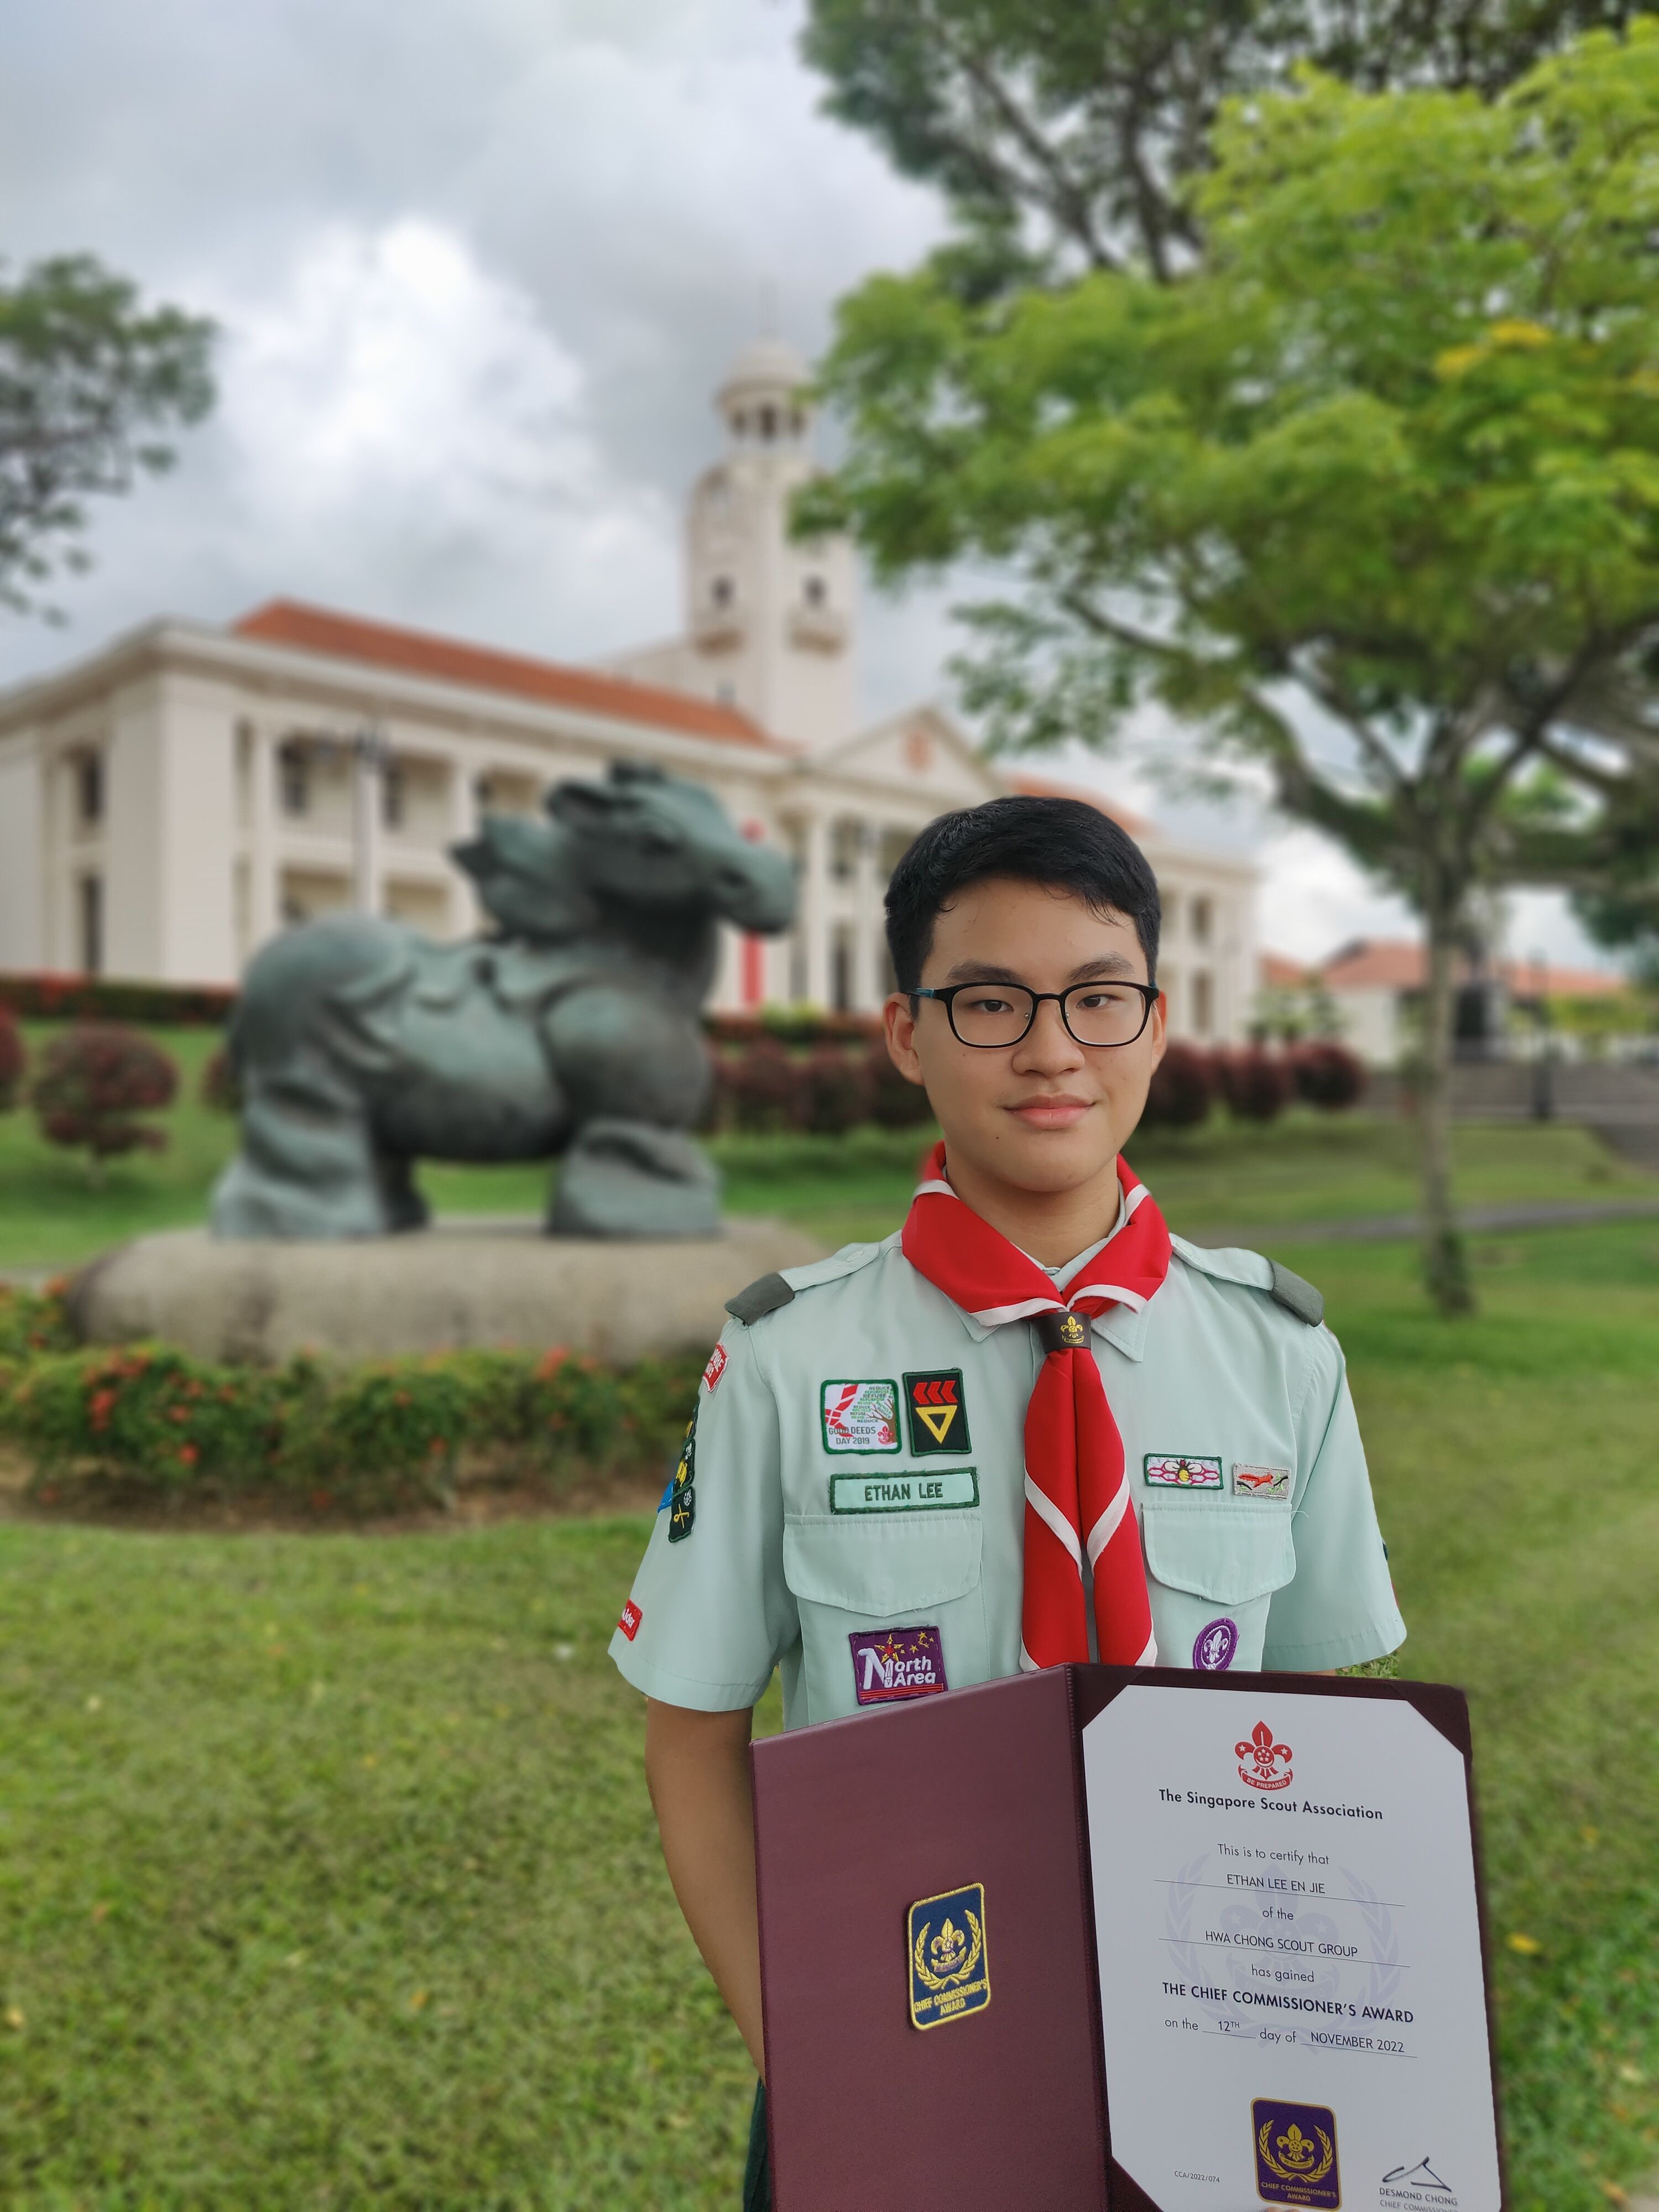 GOOD DEEDS
DAY 2019
ETHAN LEE
North
Area
BE PREPARED
The Singapore Scout Association
This is to certify that
ETHAN LEE EN JIE
of the
HWA CHONG SCOUT GROUP
has gained
THE CHIEF COMMISSIONER'S AWARD
on the 12TH day of NOVEMBER 2022
CHIEF COMMISSIONER'S
AWARD
CCA/2022/074
CHIEF COMMISSIONER'S
AWARD
DESMOND CHONG
CHIEF COMMISSIONER